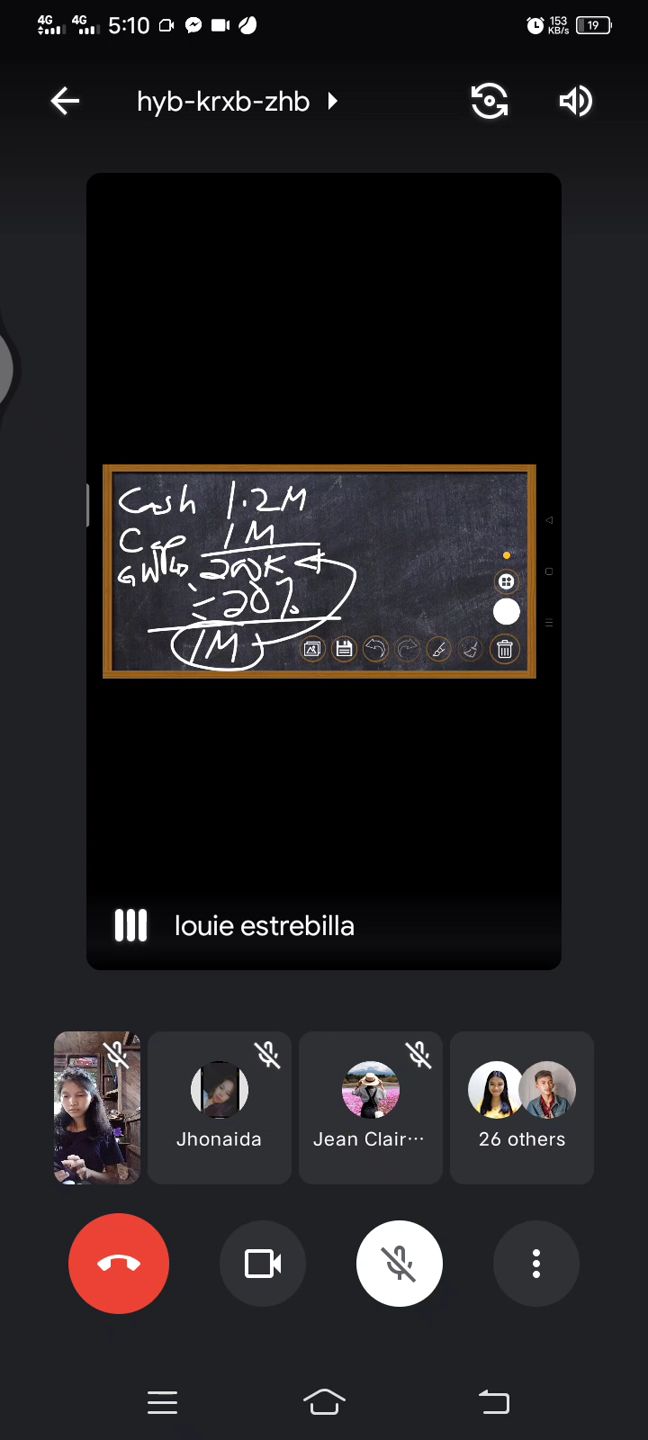 4G 4G 5:10 153 KB/s 19
hyb-krxb-zhb
Cash 1.2M
Cap 1M
200K
= 20%
1M
louie estrebilla
Jhonaida
Jean Clair...
26 others